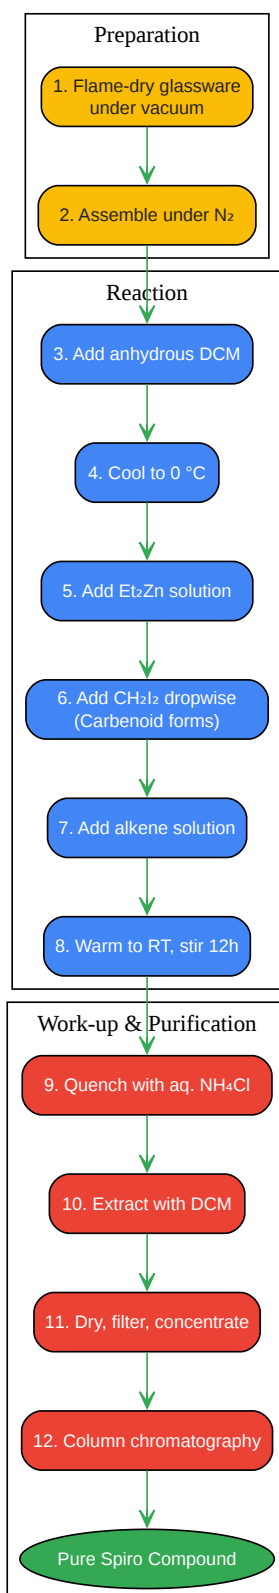 Preparation
1. Flame-dry glassware
under vacuum
2. Assemble under N₂
Reaction
3. Add anhydrous DCM
4. Cool to 0 °C
5. Add Et₂Zn solution
6. Add CH₂I₂ dropwise
(Carbenoid forms)
7. Add alkene solution
8. Warm to RT, stir 12h
Work-up & Purification
9. Quench with aq. NH₄Cl
10. Extract with DCM
11. Dry, filter, concentrate
12. Column chromatography
Pure Spiro Compound